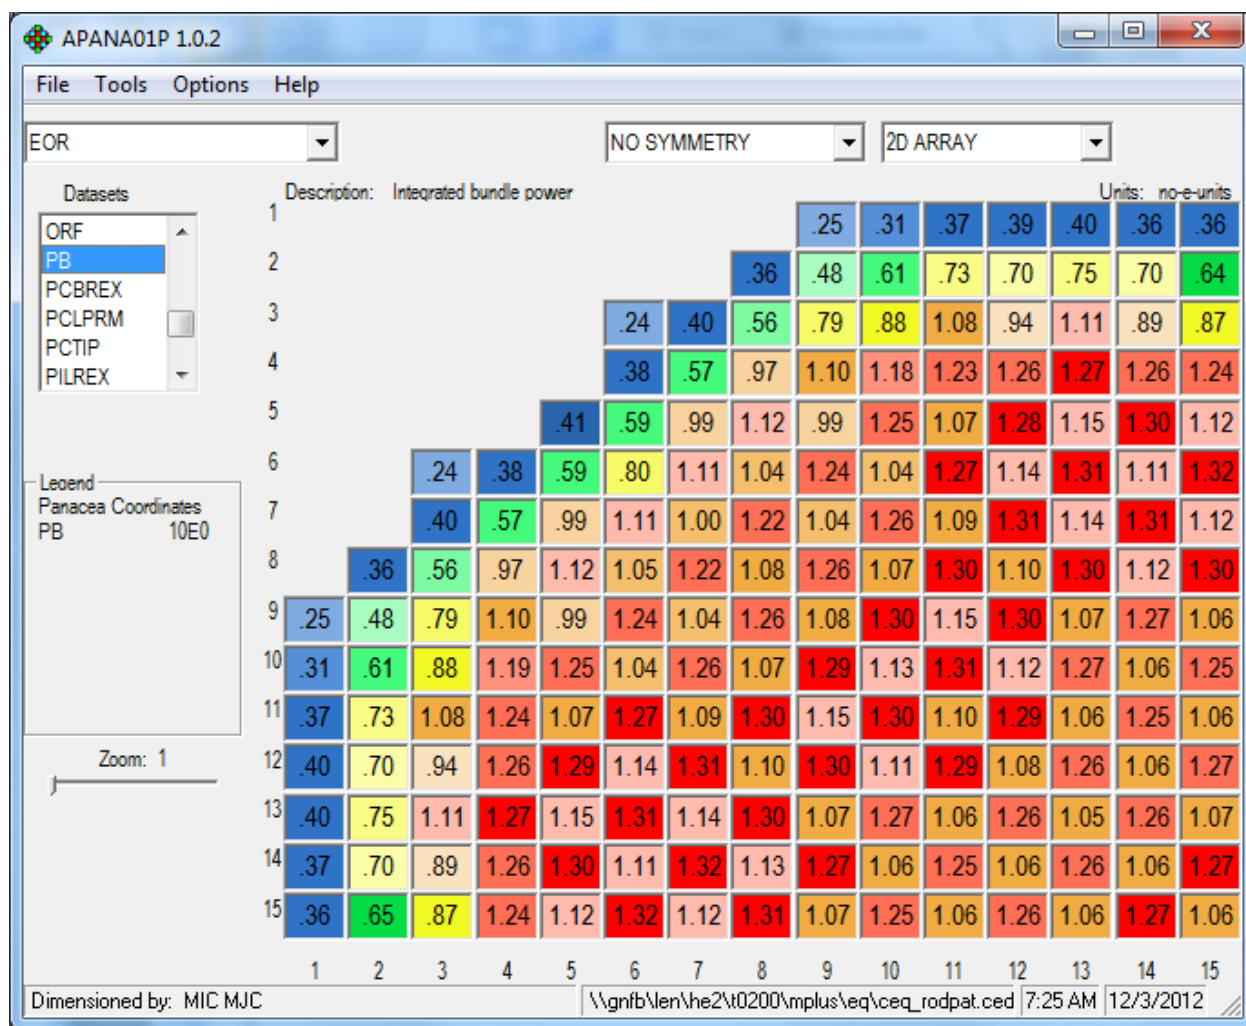 APANA01P 1.0.2
File Tools Options Help
EOR NO SYMMETRY 2D ARRAY
Datasets
ORF
PB
PCBREX
PCLPRM
PCTIP
PILREX
Legend
Panacea Coordinates
PB 10E0
Zoom: 1
Description: Integrated bundle power Units: no-e-units
1 .25 .31 .37 .39 .40 .36 .36
2 .36 .48 .61 .73 .70 .75 .70 .64
3 .24 .40 .56 .79 .88 1.08 .94 1.11 .89 .87
4 .38 .57 .97 1.10 1.18 1.23 1.26 1.27 1.26 1.24
5 .41 .59 .99 1.12 .99 1.25 1.07 1.28 1.15 1.30 1.12
6 .24 .38 .59 .80 1.11 1.04 1.24 1.04 1.27 1.14 1.31 1.11 1.32
7 .40 .57 .99 1.11 1.00 1.22 1.04 1.26 1.09 1.31 1.14 1.31 1.12
8 .36 .56 .97 1.12 1.05 1.22 1.08 1.26 1.07 1.30 1.10 1.30 1.12 1.30
9 .25 .48 .79 1.10 .99 1.24 1.04 1.26 1.08 1.30 1.15 1.30 1.07 1.27 1.06
10 .31 .61 .88 1.19 1.25 1.04 1.26 1.07 1.29 1.13 1.31 1.12 1.27 1.06 1.25
11 .37 .73 1.08 1.24 1.07 1.27 1.09 1.30 1.15 1.30 1.10 1.29 1.06 1.25 1.06
12 .40 .70 .94 1.26 1.29 1.14 1.31 1.10 1.30 1.11 1.29 1.08 1.26 1.06 1.27
13 .40 .75 1.11 1.27 1.15 1.31 1.14 1.30 1.07 1.27 1.06 1.26 1.05 1.26 1.07
14 .37 .70 .89 1.26 1.30 1.11 1.32 1.13 1.27 1.06 1.25 1.06 1.26 1.06 1.27
15 .36 .65 .87 1.24 1.12 1.32 1.12 1.31 1.07 1.25 1.06 1.26 1.06 1.27 1.06
1 2 3 4 5 6 7 8 9 10 11 12 13 14 15
Dimensioned by: MIC MJC \\gnfb\len\he2\t0200\mplus\eq\ceq_rodpat.ced 7:25 AM 12/3/2012